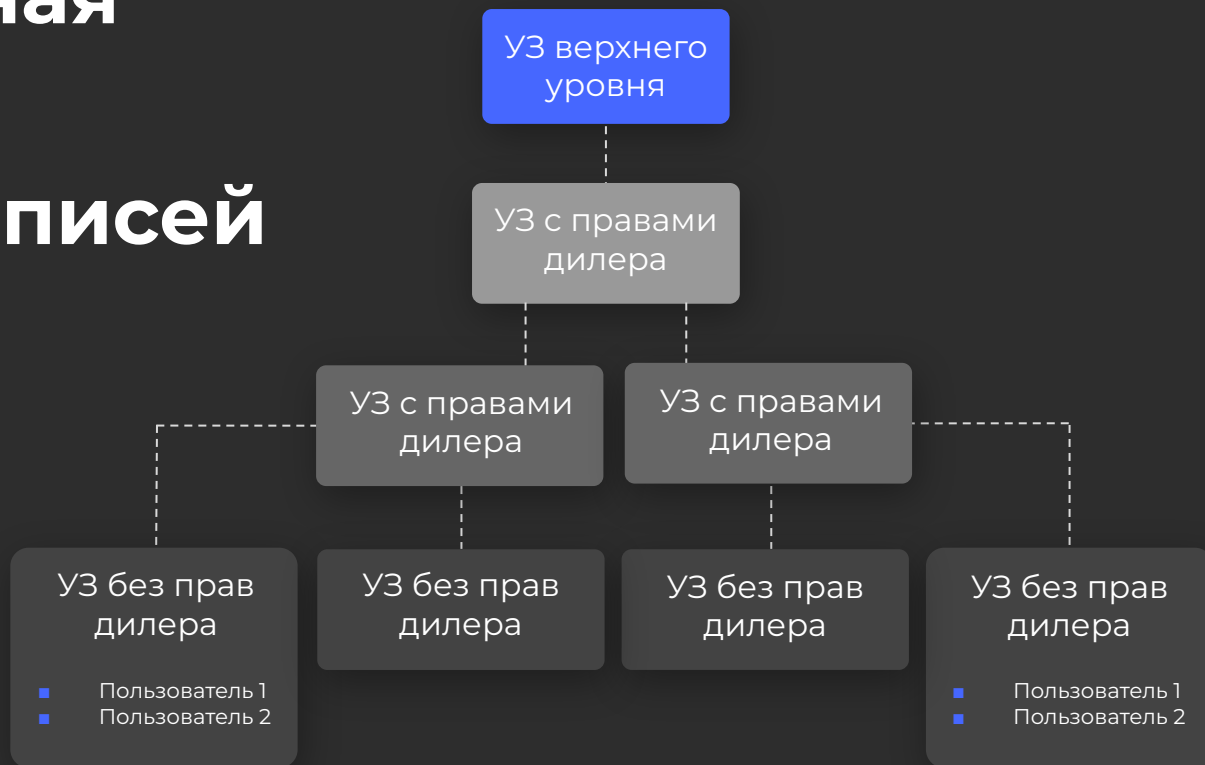 писей
УЗ верхнего
уровня
УЗ с правами
дилера
УЗ с правами
дилера
УЗ с правами
дилера
УЗ без прав
дилера
Пользователь 1
Пользователь 2
УЗ без прав
дилера
УЗ без прав
дилера
УЗ без прав
дилера
Пользователь 1
Пользователь 2